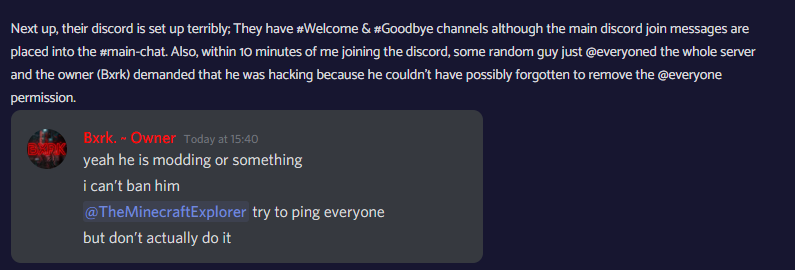 Next up, their discord is set up terribly; They have #Welcome & #Goodbye channels although the main discord join messages are
placed into the #main-chat. Also, within 10 minutes of me joining the discord, some random guy just @everyoned the whole server
and the owner (Bxrk) demanded that he was hacking because he couldn't have possibly forgotten to remove the @everyone
permission.
Bxrk. ~ Owner Today at 15:40
yeah he is modding or something
i can't ban him
@TheMinecraftExplorer try to ping everyone
but don't actually do it